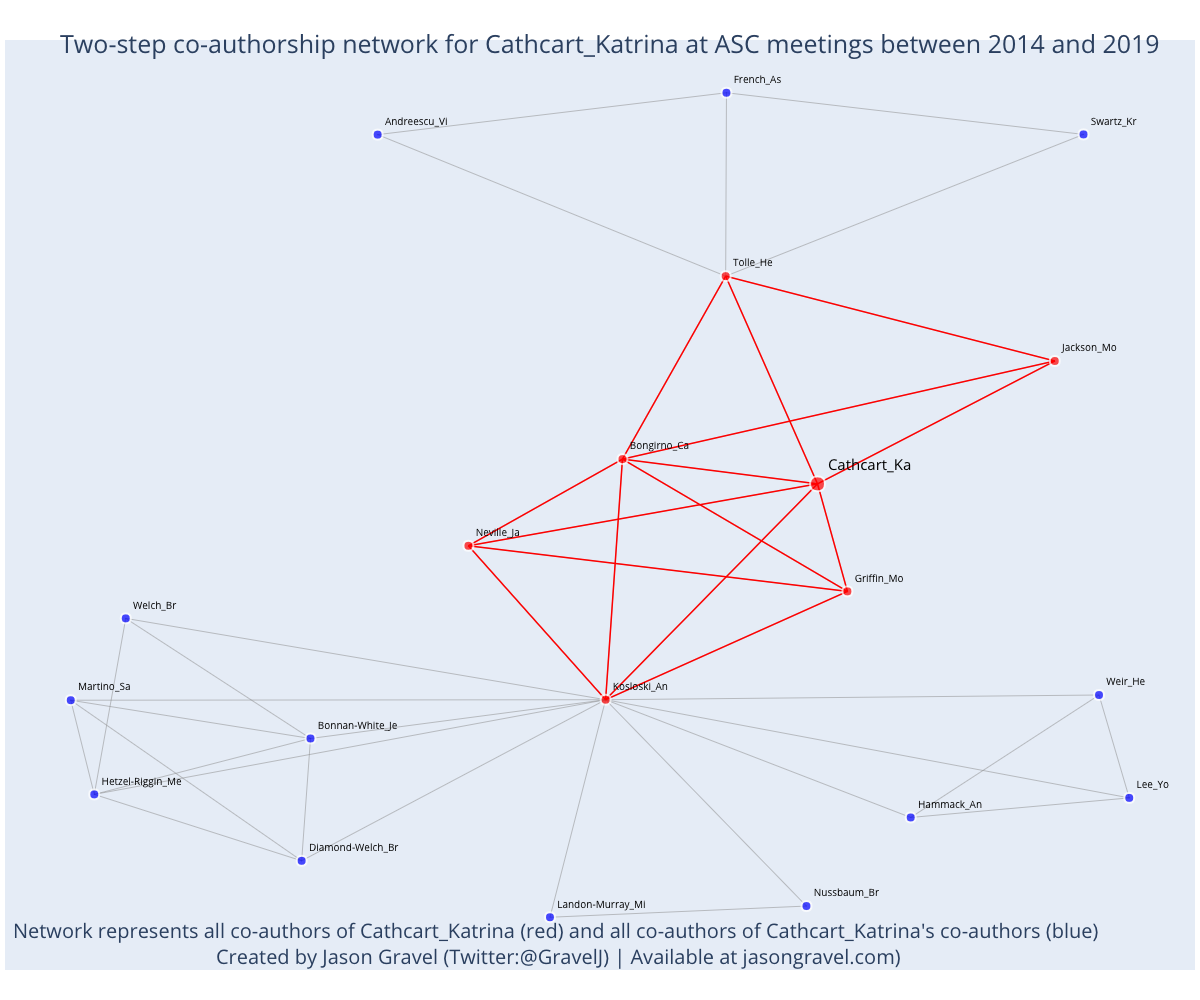 Two-step co-authorship network for Cathcart_Katrina at ASC meetings between 2014 and 2019
French_As
Andreescu_Vi
Swartz_Kr
Tolle_He
Jackson_Mo
Bongirno_Ca
Cathcart_Ka
Neville_Ja
Griffin_Mo
Welch_Br
Martino_Sa
Kosloski_An
Weir_He
Bonnan-White_Je
Hetzel-Riggin_Me
Lee_Yo
Hammack_An
Diamond-Welch_Br
Nussbaum_Br
Landon-Murray_Mi
Network represents all co-authors of Cathcart_Katrina (red) and all co-authors of Cathcart_Katrina's co-authors (blue)
Created by Jason Gravel (Twitter:@GravelJ) | Available at jasongravel.com)